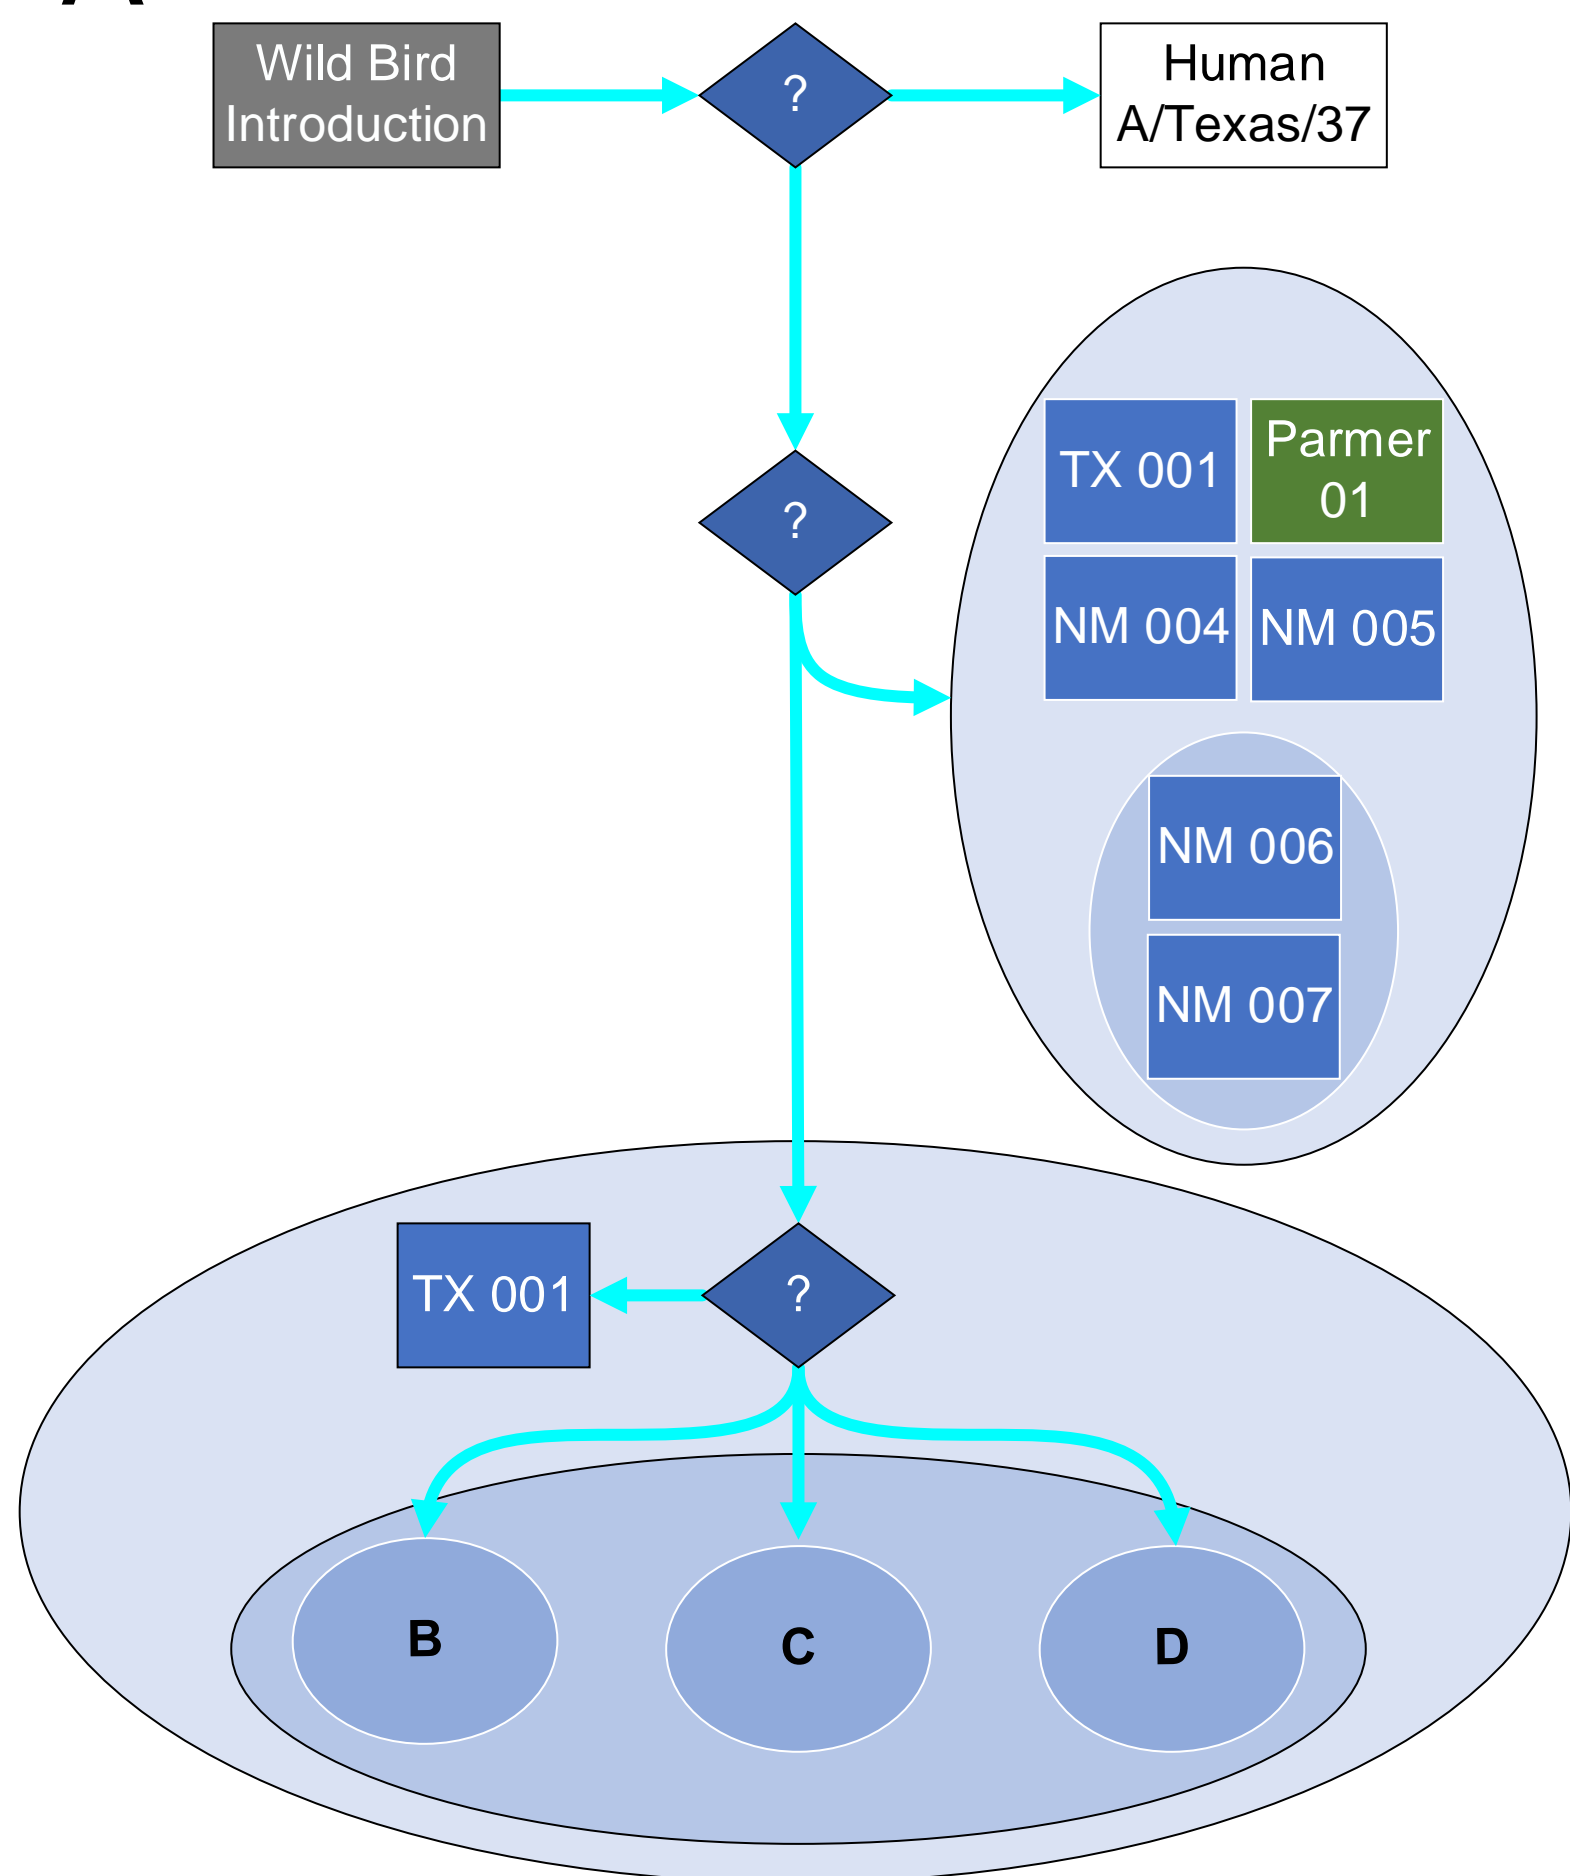 Wild Bird
Introduction
?
Human
A/Texas/37
?
TX 001
Parmer
01
NM 004
NM 005
NM 006
NM 007
TX 001
?
B
C
D